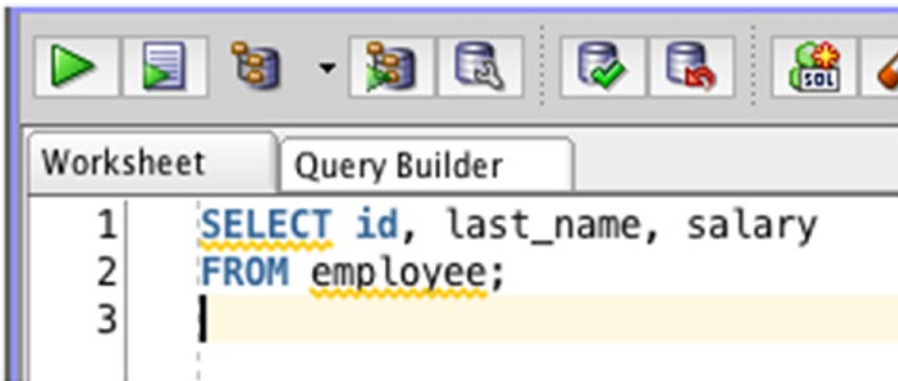 SQL
Worksheet
Query Builder
1 SELECT id, last_name, salary
2 FROM employee;
3